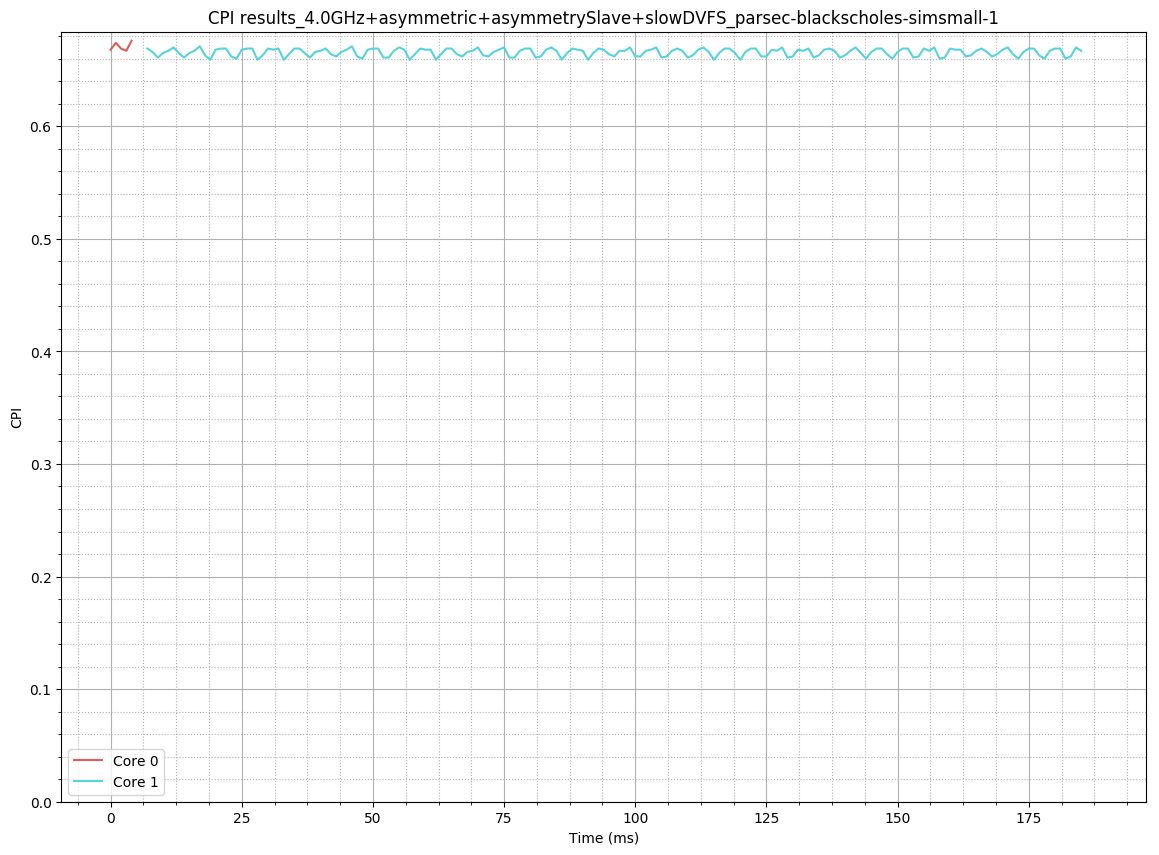 CPI results_4.0GHz+asymmetric+asymmetrySlave+slowDVFS_parsec-blackscholes-simsmall-1
CPI
0.6
0.5
0.4
0.3
0.2
0.1
0.0
Core 0
Core 1
0 25 50 75 100 125 150 175
Time (ms)